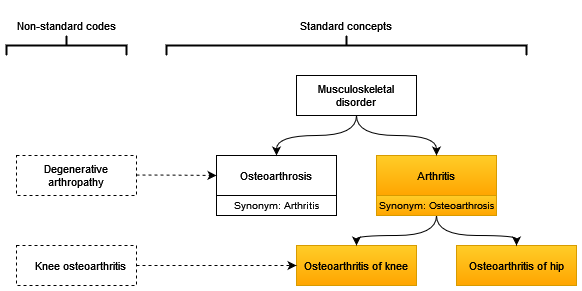 Non-standard codes
Standard concepts
Musculoskeletal
disorder
Degenerative
arthropathy
Osteoarthrosis
Synonym: Arthritis
Arthritis
Synonym: Osteoarthrosis
Knee osteoarthritis
Osteoarthritis of knee
Osteoarthritis of hip